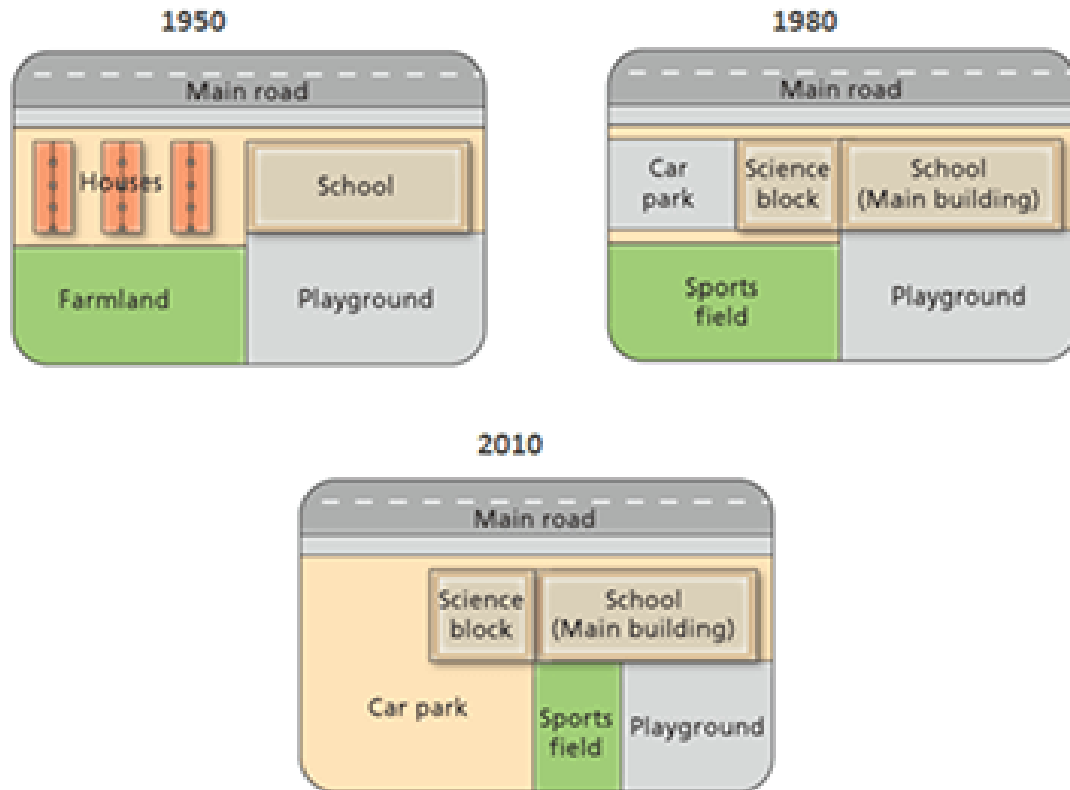 1950
Main road
Houses
School
Farmland
Playground
1980
Main road
Car
park
Science
block
School
(Main building)
Sports
field
Playground
2010
Main road
Science
block
School
(Main building)
Car park
Sports
field
Playground